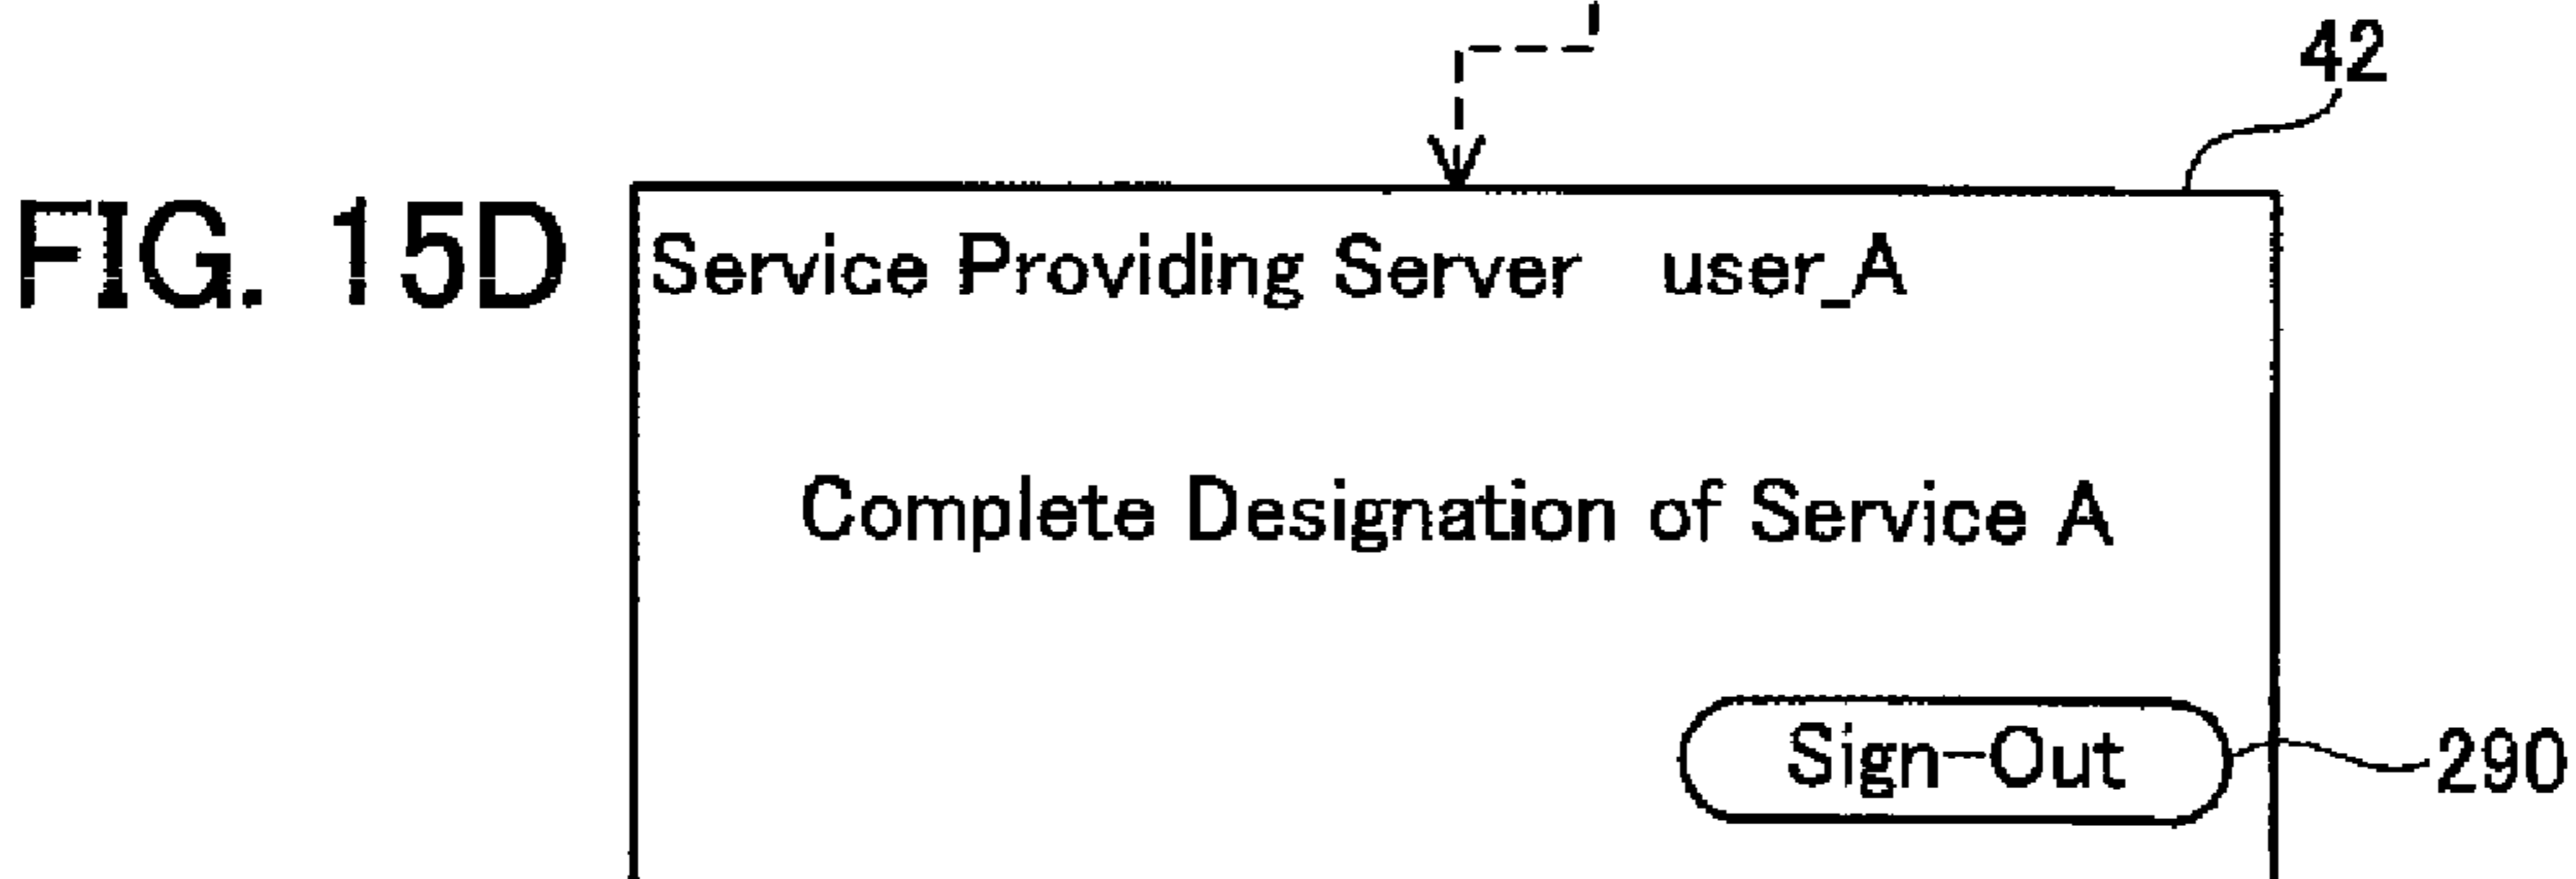 42
FIG. 15D
Service Providing Server user_A
Complete Designation of Service A
Sign-Out
290